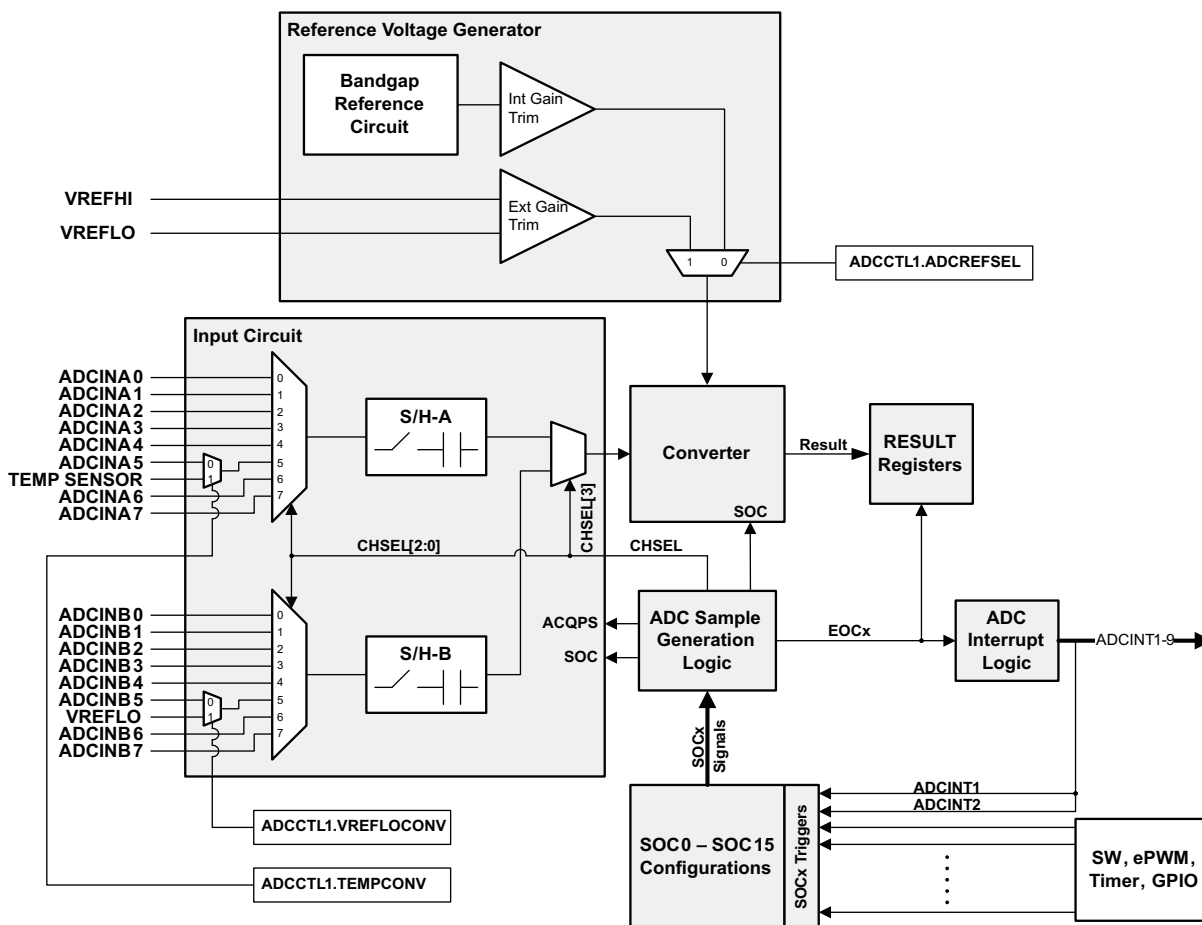 Reference Voltage Generator
Bandgap
Reference
Circuit
Int Gain
Trim
VREFHI
VREFLO
Ext Gain
Trim
1 0
ADCCTL1.ADCREFSEL
Input Circuit
ADCINA0
ADCINA1
ADCINA2
ADCINA3
ADCINA4
ADCINA5
TEMP SENSOR
ADCINA6
ADCINA7
0
1
0
1
2
3
4
5
6
7
S/H-A
Converter
SOC
Result
RESULT
Registers
CHSEL[3]
CHSEL[2:0]
CHSEL
ADCINB0
ADCINB1
ADCINB2
ADCINB3
ADCINB4
ADCINB5
VREFLO
ADCINB6
ADCINB7
0
1
0
1
2
3
4
5
6
7
S/H-B
ACQPS
SOC
ADC Sample
Generation
Logic
EOCx
ADC
Interrupt
Logic
ADCINT1-9
SOCx
Signals
ADCINT1
ADCINT2
ADCCTL1.VREFLOCONV
ADCCTL1.TEMPCONV
SOC0 – SOC15
Configurations
SOCx Triggers
SW, ePWM,
Timer, GPIO